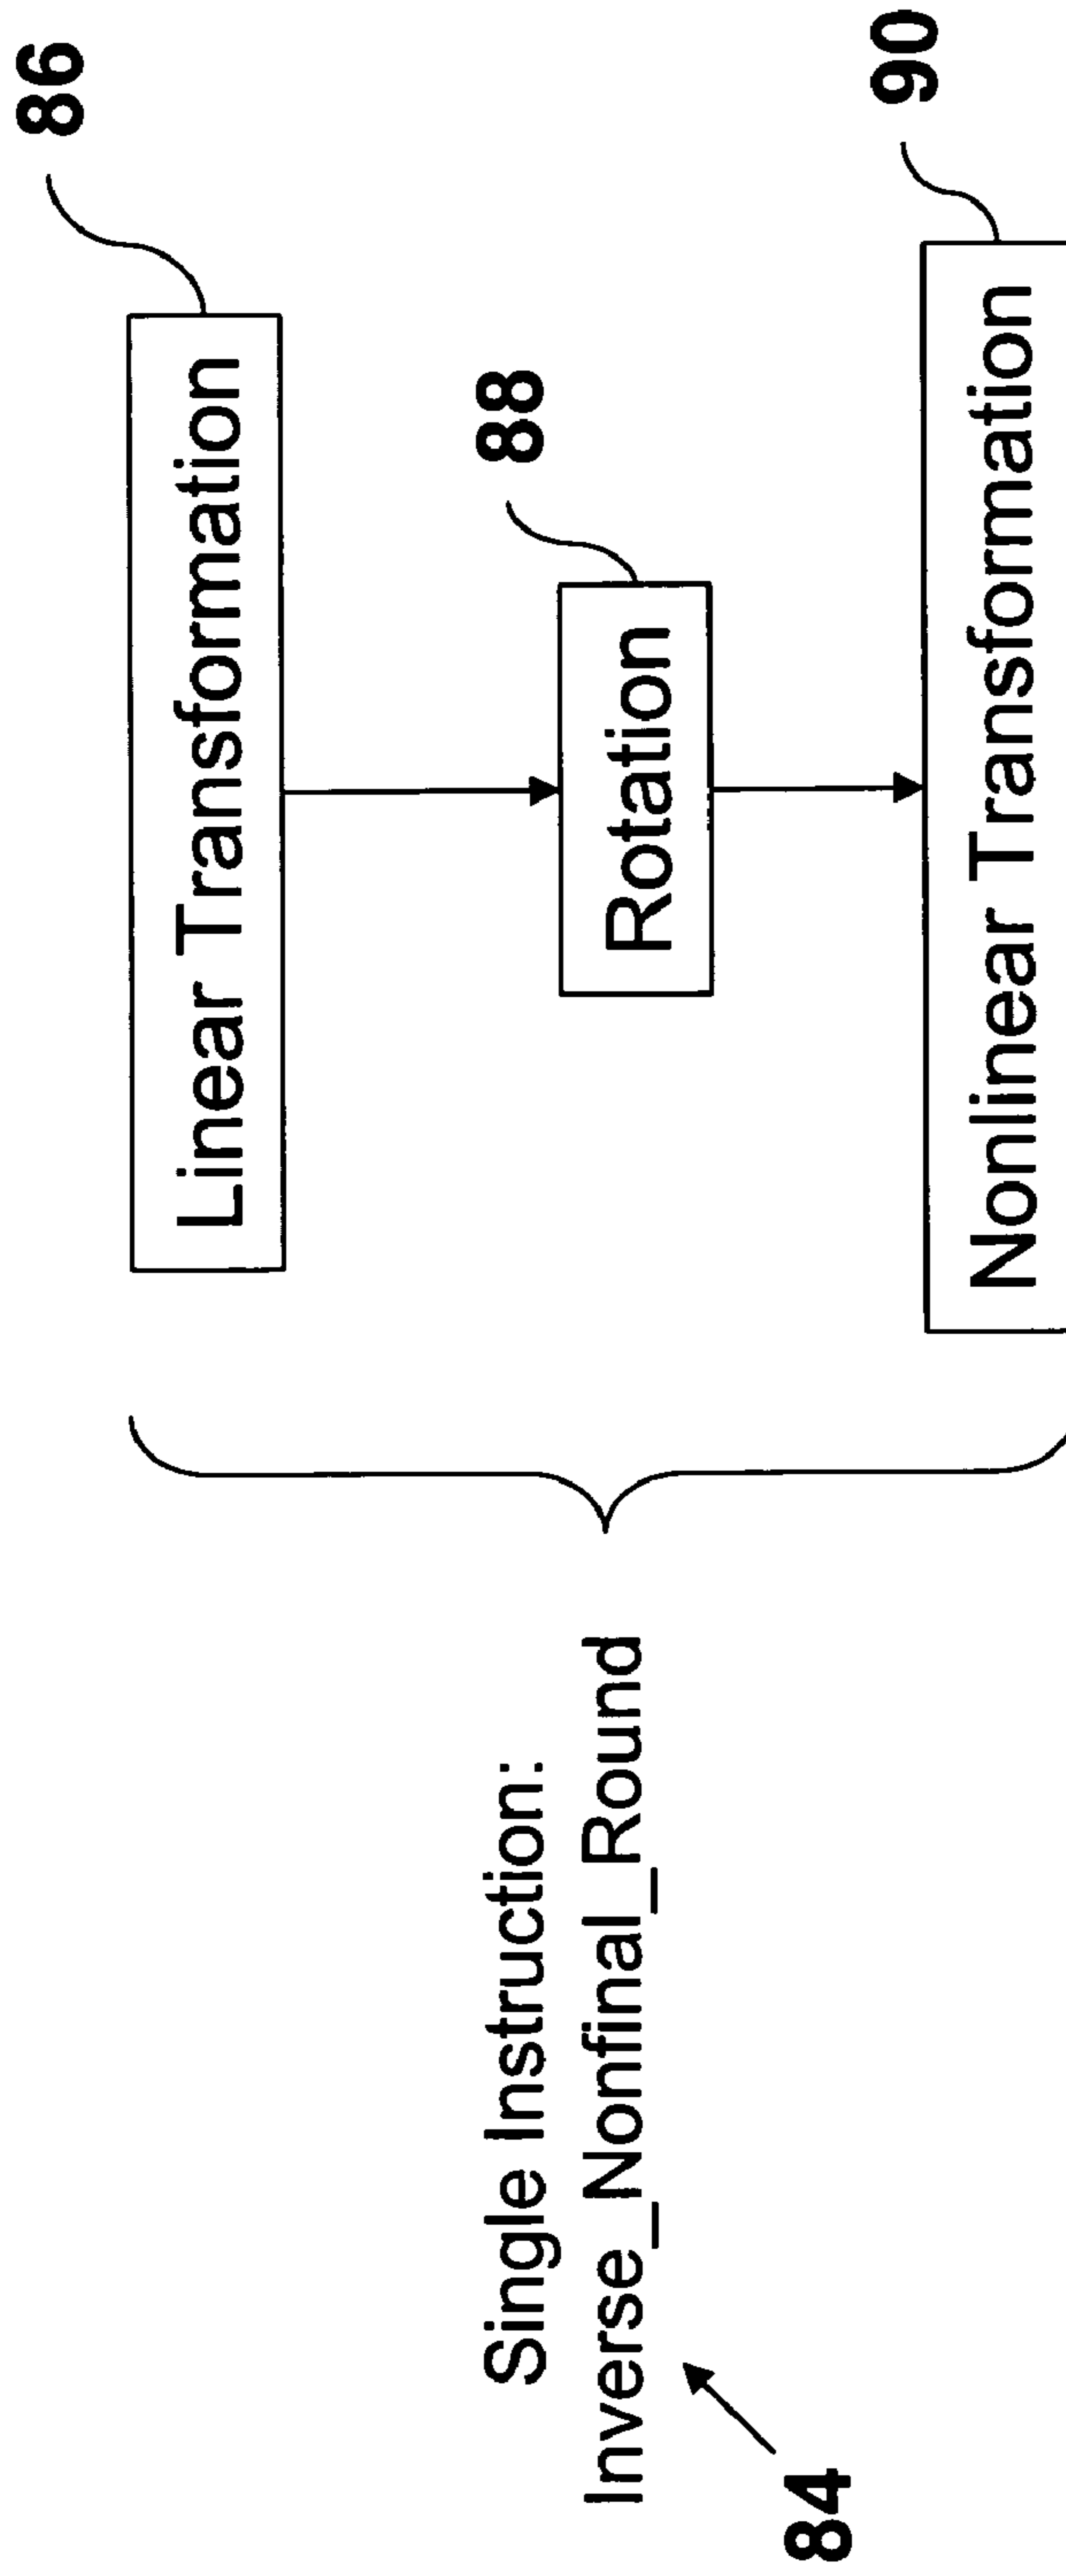 86
Linear Transformation
88
Rotation
Single Instruction:
Inverse_Nonfinal_Round
84
90
Nonlinear Transformation